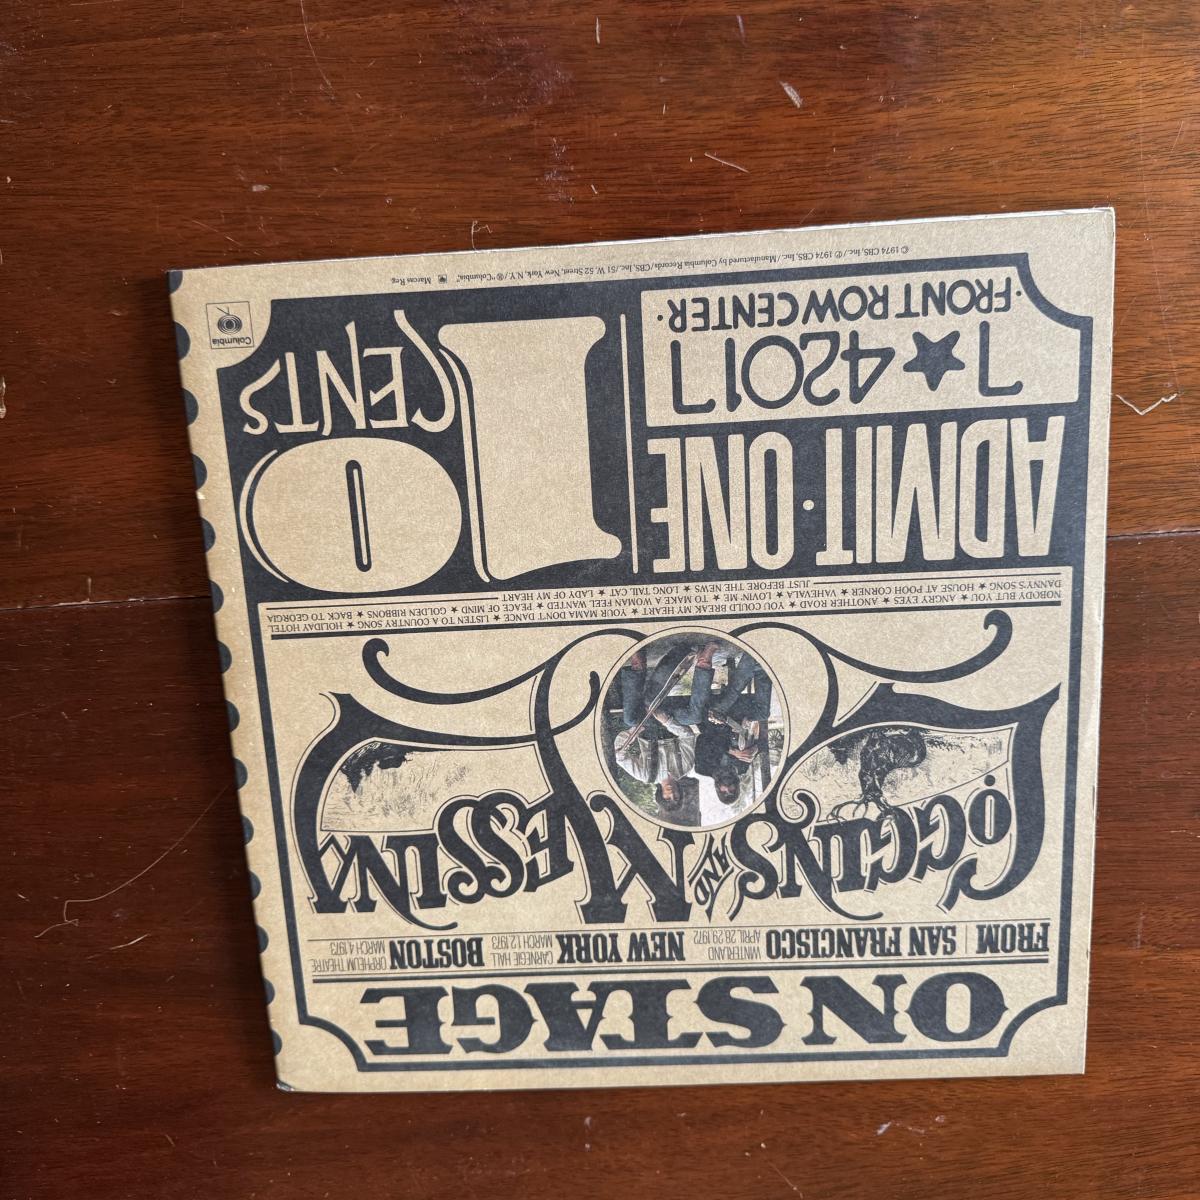 ON STAGE
FROM SAN FRANCISCO WINTERLAND APRIL 28 29 1972 NEW YORK CARNEGIE HALL MARCH 1, 2 1973 BOSTON ORPHEUM THEATRE MARCH 4 1973
LOGGINS AND MESSINA
HOLIDAY HOTEL
YOUR MAMA DON'T DANCE ★ LISTEN TO A COUNTRY SONG ★ HOLIDAY HOTEL
NOBODY BUT YOU ★ ANGRY EYES ★ ANOTHER ROAD ★ YOU COULD BREAK MY HEART ★ PEACE OF MIND ★ GOLDEN RIBBONS ★ BACK TO GEORGIA
DANNY'S SONG ★ HOUSE AT POOH CORNER ★ VAHEVALA ★ LOVIN' ME ★ TO MAKE A WOMAN FEEL WANTED
JUST BEFORE THE NEWS ★ LONG TAIL CAT ★ LADY OF MY HEART
ADMIT·ONE
10 CENTS
L★42017
·FRONT ROW CENTER·
Columbia
© 1974 CBS, Inc./℗ 1974 CBS, Inc./Manufactured by Columbia Records/CBS, Inc./51 W. 52 Street, New York, N.Y./® "Columbia," Marcas Reg.